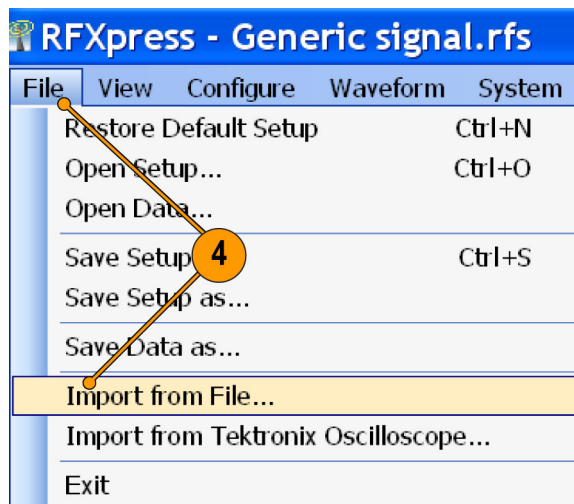 RFXpress - Generic signal.rfs
File View Configure Waveform System
Restore Default Setup Ctrl+N
Open Setup... Ctrl+O
Open Data...
Save Setup Ctrl+S
4
Save Setup as...
Save Data as...
Import from File...
Import from Tektronix Oscilloscope...
Exit